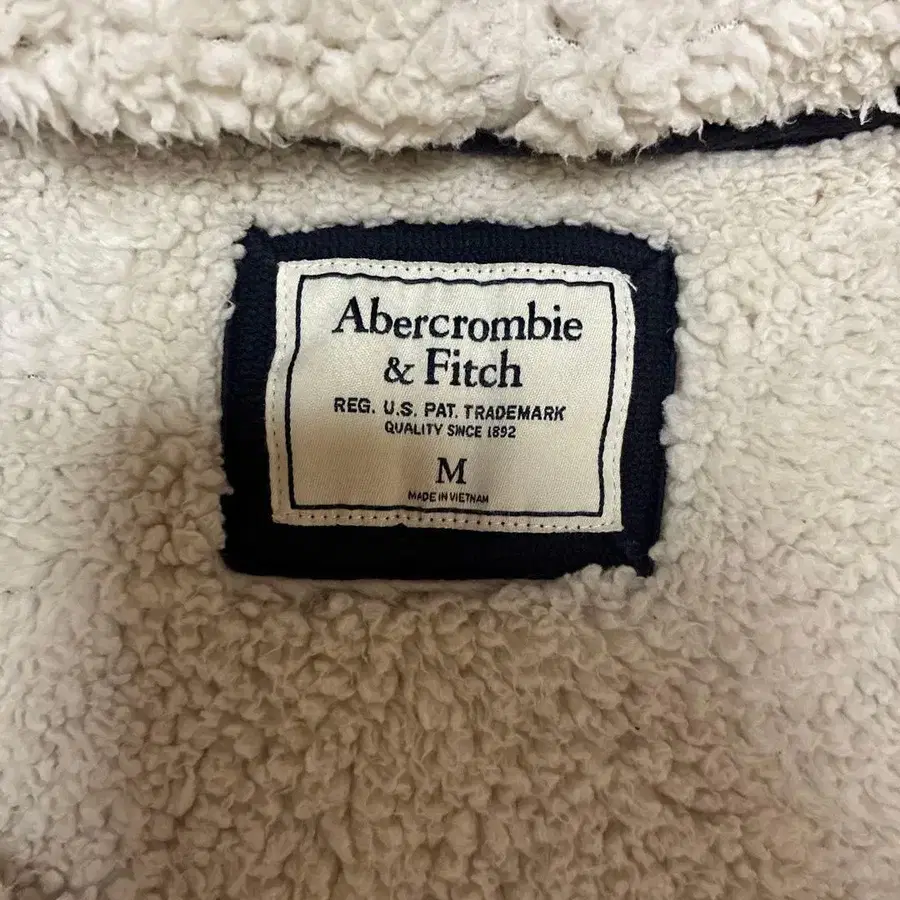 Abercrombie
& Fitch
REG. U.S. PAT. TRADEMARK
QUALITY SINCE 1892
M
MADE IN VIETNAM